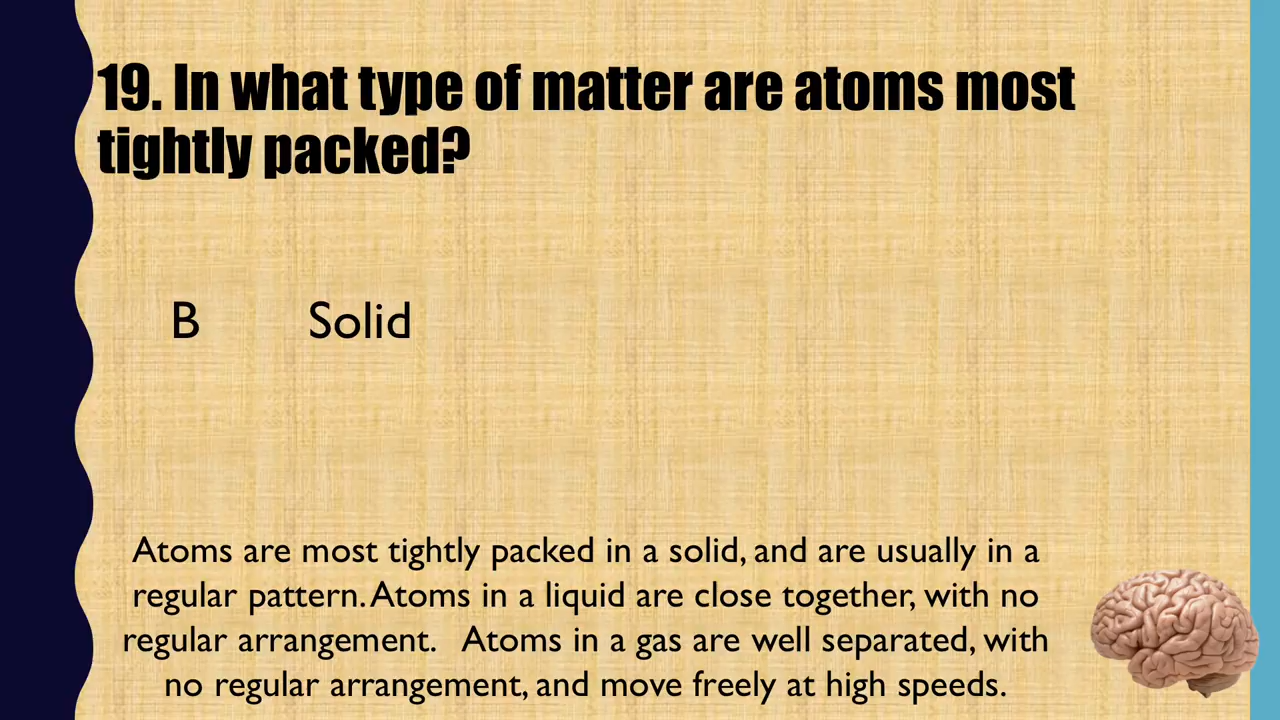 19. In what type of matter are atoms most
tightly packed?
B Solid
Atoms are most tightly packed in a solid, and are usually in a
regular pattern. Atoms in a liquid are close together, with no
regular arrangement. Atoms in a gas are well separated, with
no regular arrangement, and move freely at high speeds.